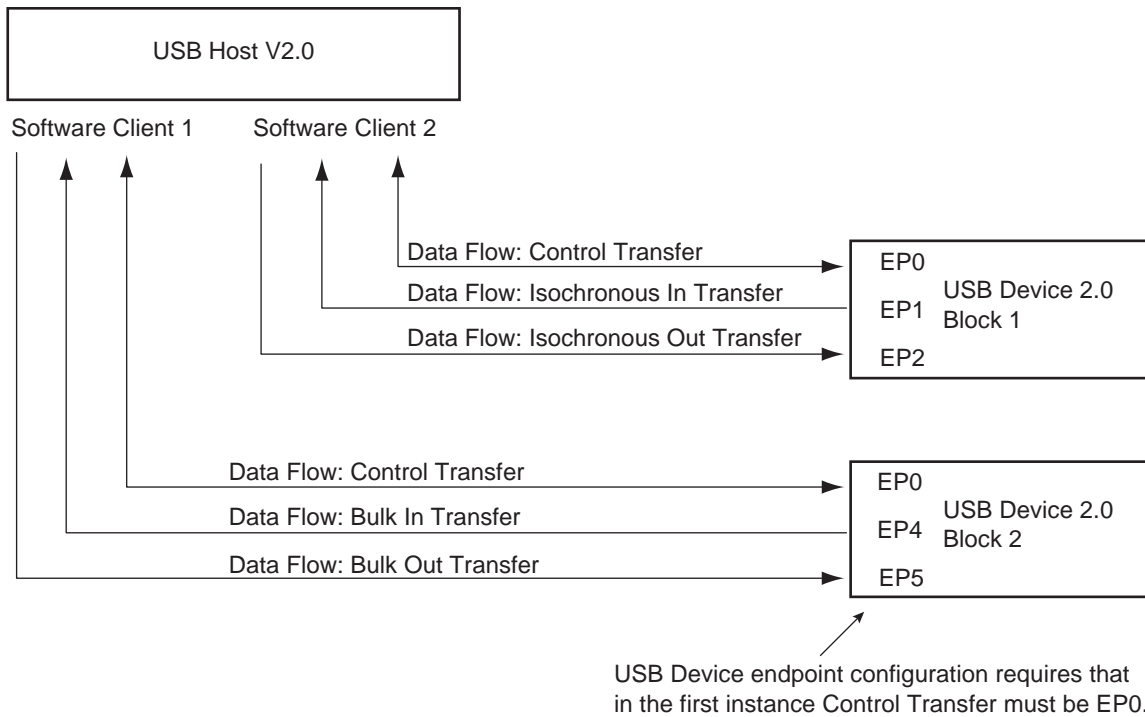 USB Host V2.0
Software Client 1
Software Client 2
Data Flow: Control Transfer
Data Flow: Isochronous In Transfer
Data Flow: Isochronous Out Transfer
EP0
EP1
EP2
USB Device 2.0
Block 1
Data Flow: Control Transfer
Data Flow: Bulk In Transfer
Data Flow: Bulk Out Transfer
EP0
EP4
EP5
USB Device 2.0
Block 2
USB Device endpoint configuration requires that
in the first instance Control Transfer must be EP0.